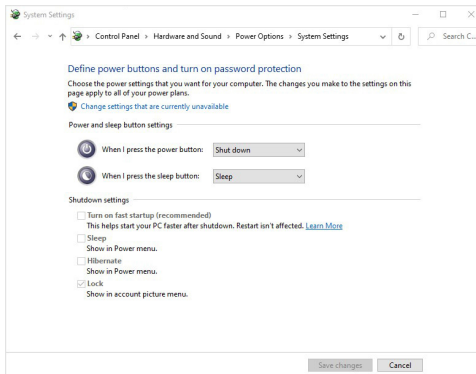 System Settings
Control Panel > Hardware and Sound > Power Options > System Settings
Search C...
Define power buttons and turn on password protection
Choose the power settings that you want for your computer. The changes you make to the settings on this
page apply to all of your power plans.
Change settings that are currently unavailable
Power and sleep button settings
When I press the power button: Shut down
When I press the sleep button: Sleep
Shutdown settings
Turn on fast startup (recommended)
This helps start your PC faster after shutdown. Restart isn't affected. Learn More
Sleep
Show in Power menu.
Hibernate
Show in Power menu.
Lock
Show in account picture menu.
Save changes Cancel